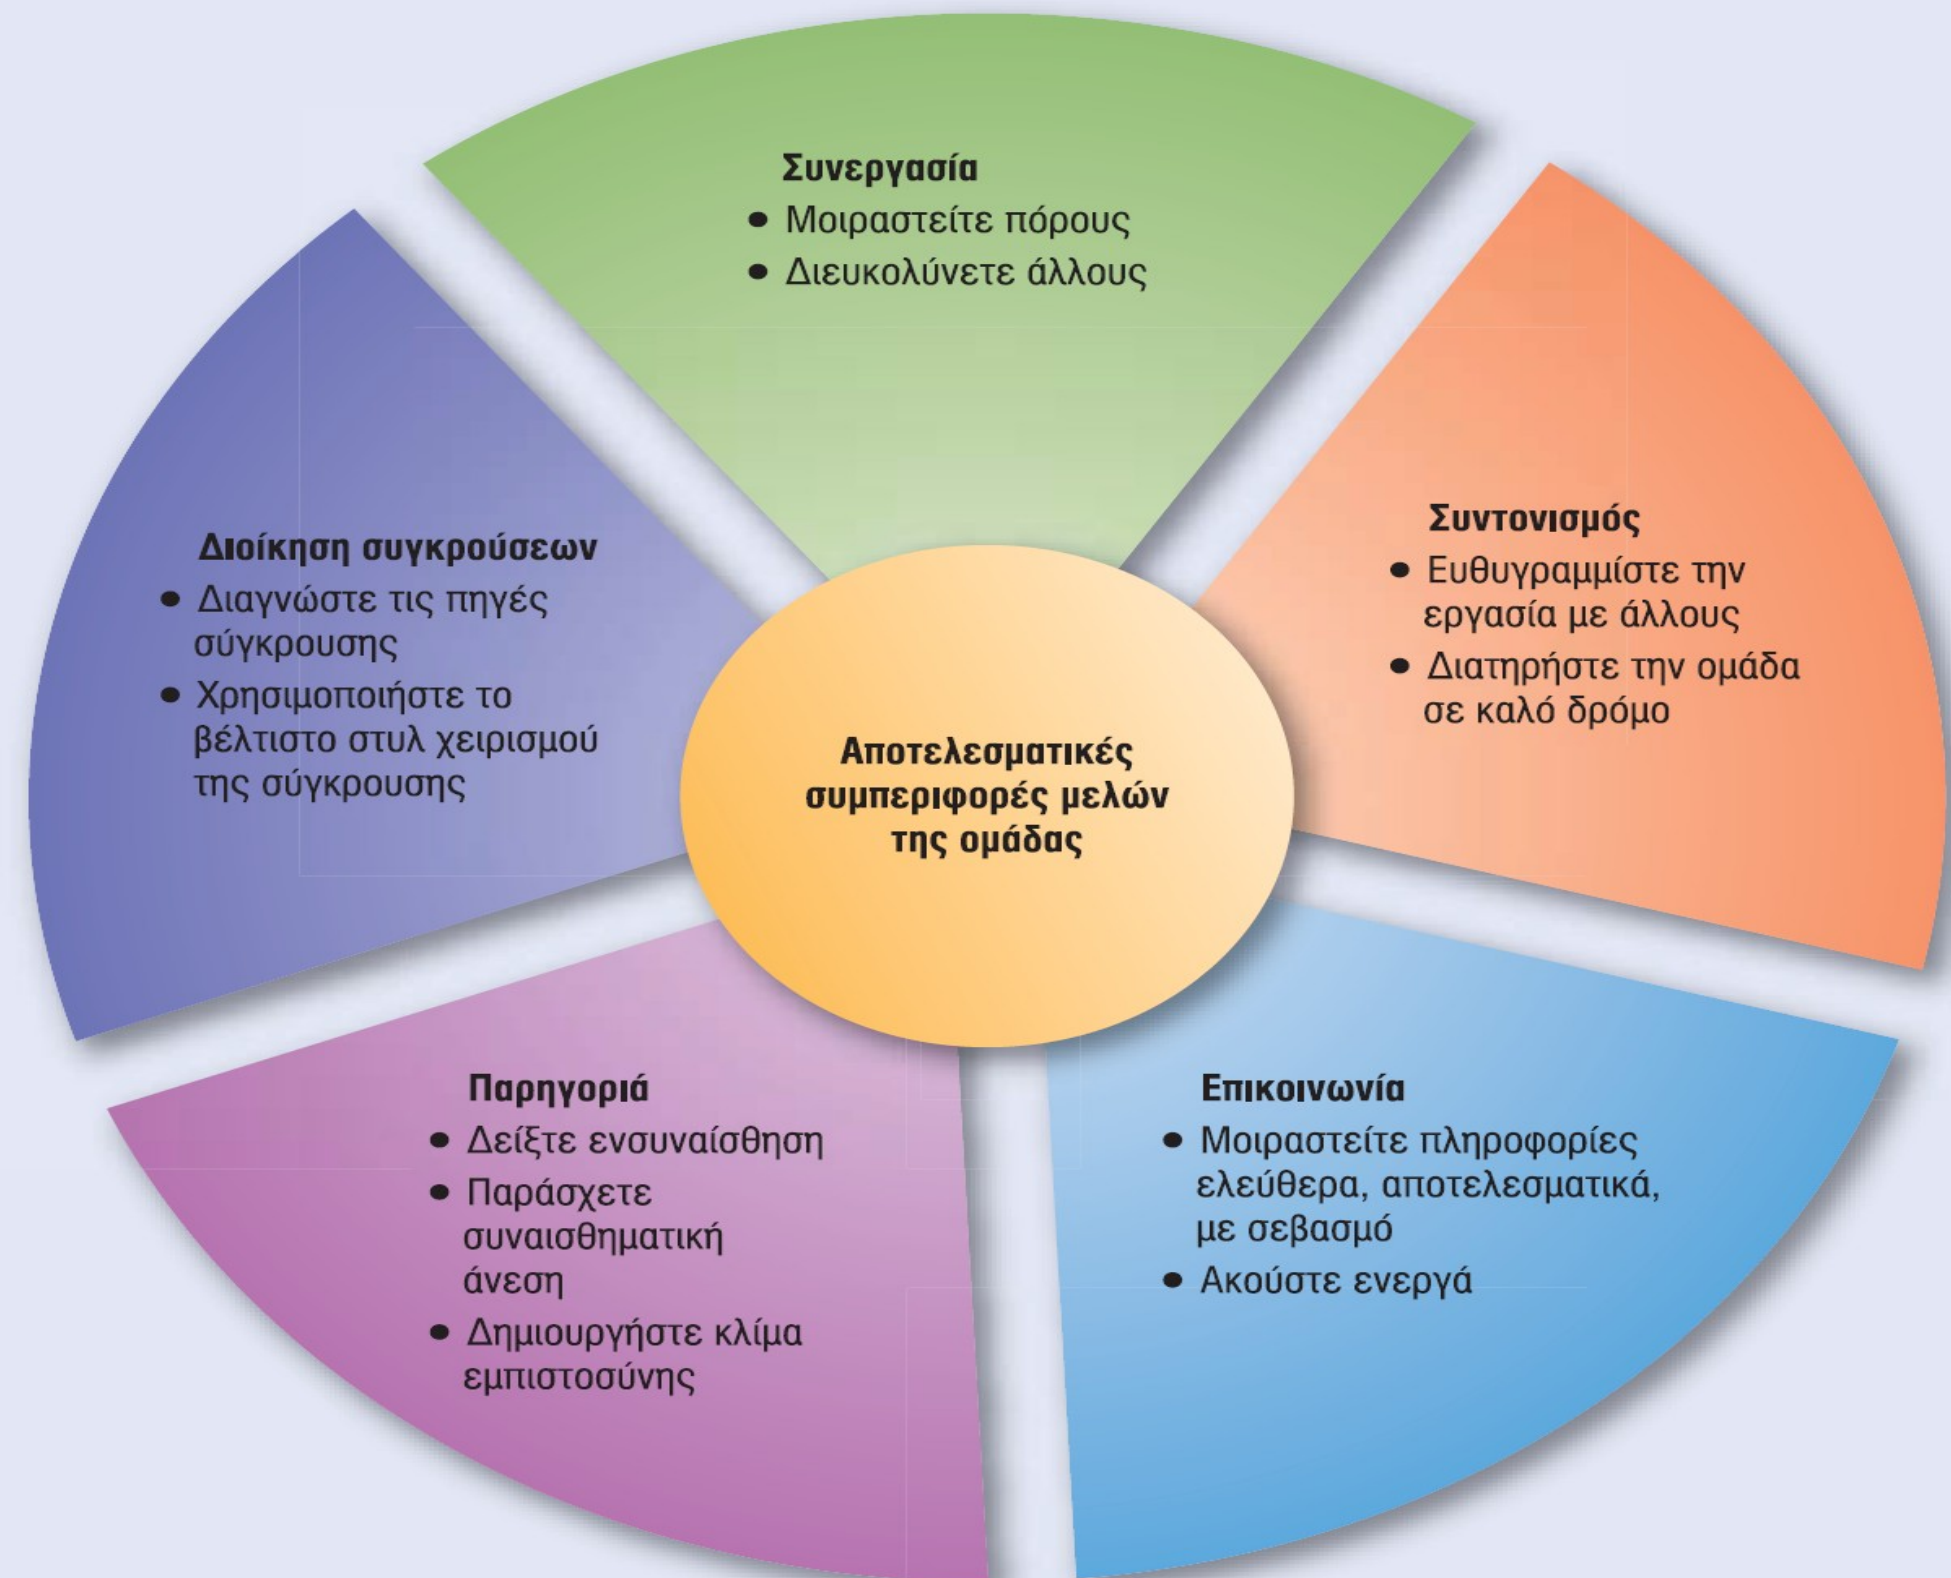 Συνεργασία
• Μοιραστείτε πόρους
• Διευκολύνετε άλλους
Συντονισμός
• Ευθυγραμμίστε την
εργασία με άλλους
• Διατηρήστε την ομάδα
σε καλό δρόμο
Επικοινωνία
• Μοιραστείτε πληροφορίες
ελεύθερα, αποτελεσματικά,
με σεβασμό
• Ακούστε ενεργά
Παρηγοριά
• Δείξτε ενσυναίσθηση
• Παράσχετε
συναισθηματική
άνεση
• Δημιουργήστε κλίμα
εμπιστοσύνης
Διοίκηση συγκρούσεων
• Διαγνώστε τις πηγές
σύγκρουσης
• Χρησιμοποιήστε το
βέλτιστο στυλ χειρισμού
της σύγκρουσης
Αποτελεσματικές
συμπεριφορές μελών
της ομάδας